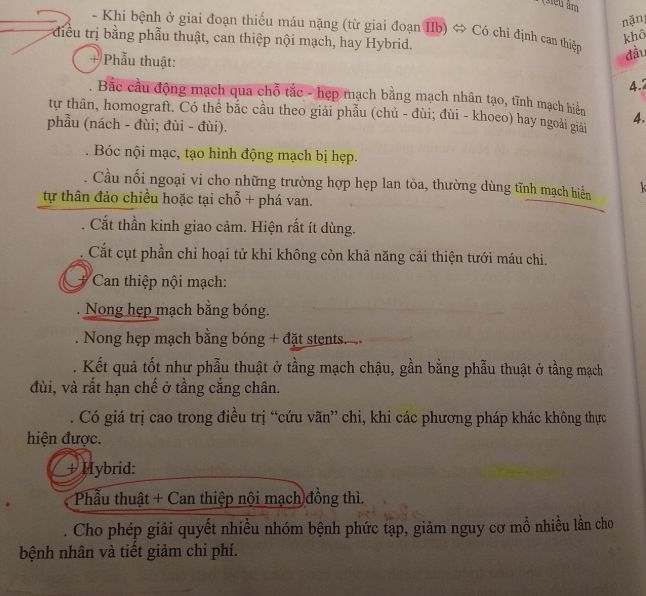 siêu âm
- Khi bệnh ở giai đoạn thiếu máu nặng (từ giai đoạn IIb) ⇔ Có chỉ định can thiệp
điều trị bằng phẫu thuật, can thiệp nội mạch, hay Hybrid.
+ Phẫu thuật:
. Bắc cầu động mạch qua chỗ tắc - hẹp mạch bằng mạch nhân tạo, tĩnh mạch hiển
tự thân, homograft. Có thể bắc cầu theo giải phẫu (chủ - đùi; đùi - khoeo) hay ngoài giải
phẫu (nách - đùi; đùi - đùi).
. Bóc nội mạc, tạo hình động mạch bị hẹp.
. Cầu nối ngoại vi cho những trường hợp hẹp lan tỏa, thường dùng tĩnh mạch hiển
tự thân đảo chiều hoặc tại chỗ + phá van.
. Cắt thần kinh giao cảm. Hiện rất ít dùng.
. Cắt cụt phần chi hoại tử khi không còn khả năng cải thiện tưới máu chi.
+ Can thiệp nội mạch:
. Nong hẹp mạch bằng bóng.
. Nong hẹp mạch bằng bóng + đặt stents.
. Kết quả tốt như phẫu thuật ở tầng mạch chậu, gần bằng phẫu thuật ở tầng mạch
đùi, và rất hạn chế ở tầng cẳng chân.
. Có giá trị cao trong điều trị “cứu vãn” chi, khi các phương pháp khác không thực
hiện được.
+ Hybrid:
Phẫu thuật + Can thiệp nội mạch đồng thì.
. Cho phép giải quyết nhiều nhóm bệnh phức tạp, giảm nguy cơ mổ nhiều lần cho
bệnh nhân và tiết giảm chi phí.
nặng
khô
đầu
4.2
4.